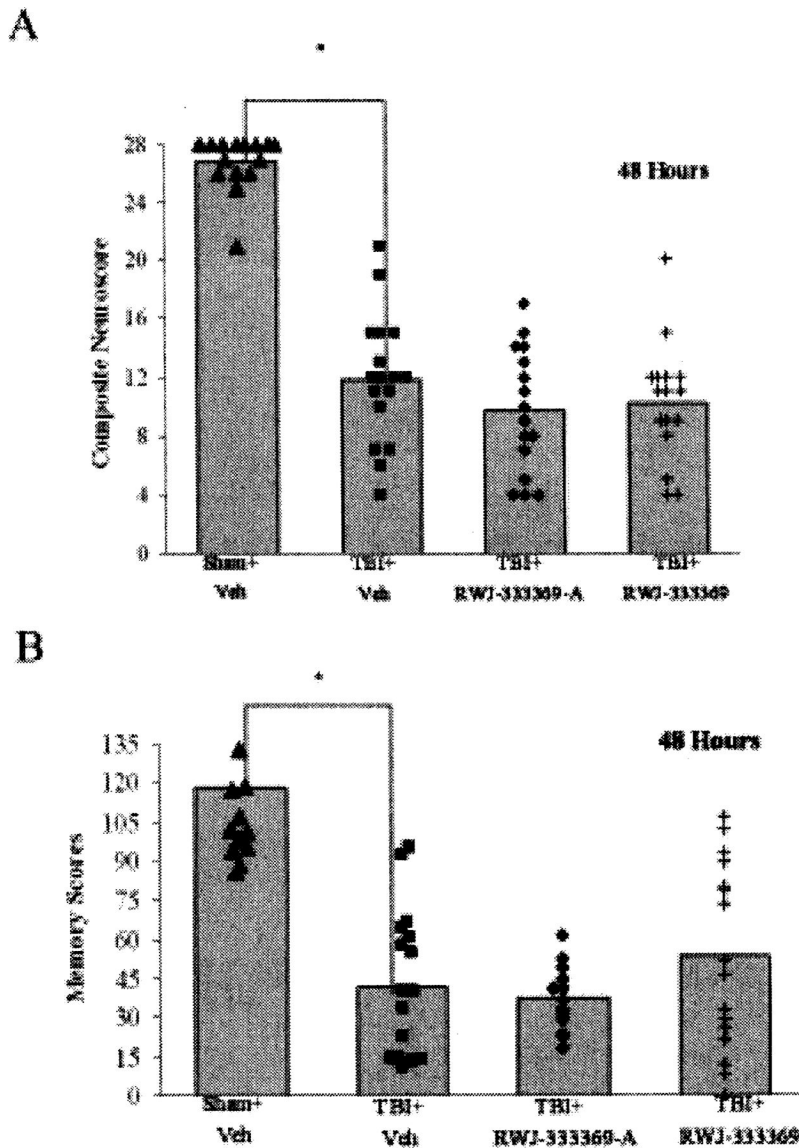 A
*
48 Hours
Composite Neuroscore
28
24
20
16
12
8
4
0
Sham+ TBI+ TBI+ TBI+
Veh Veh RWJ-333369-A RWJ-333369
B
*
48 Hours
Memory Scores
135
120
105
90
75
60
45
30
15
0
Sham+ TBI+ TBI+ TBI+
Veh Veh RWJ-333369-A RWJ-333369